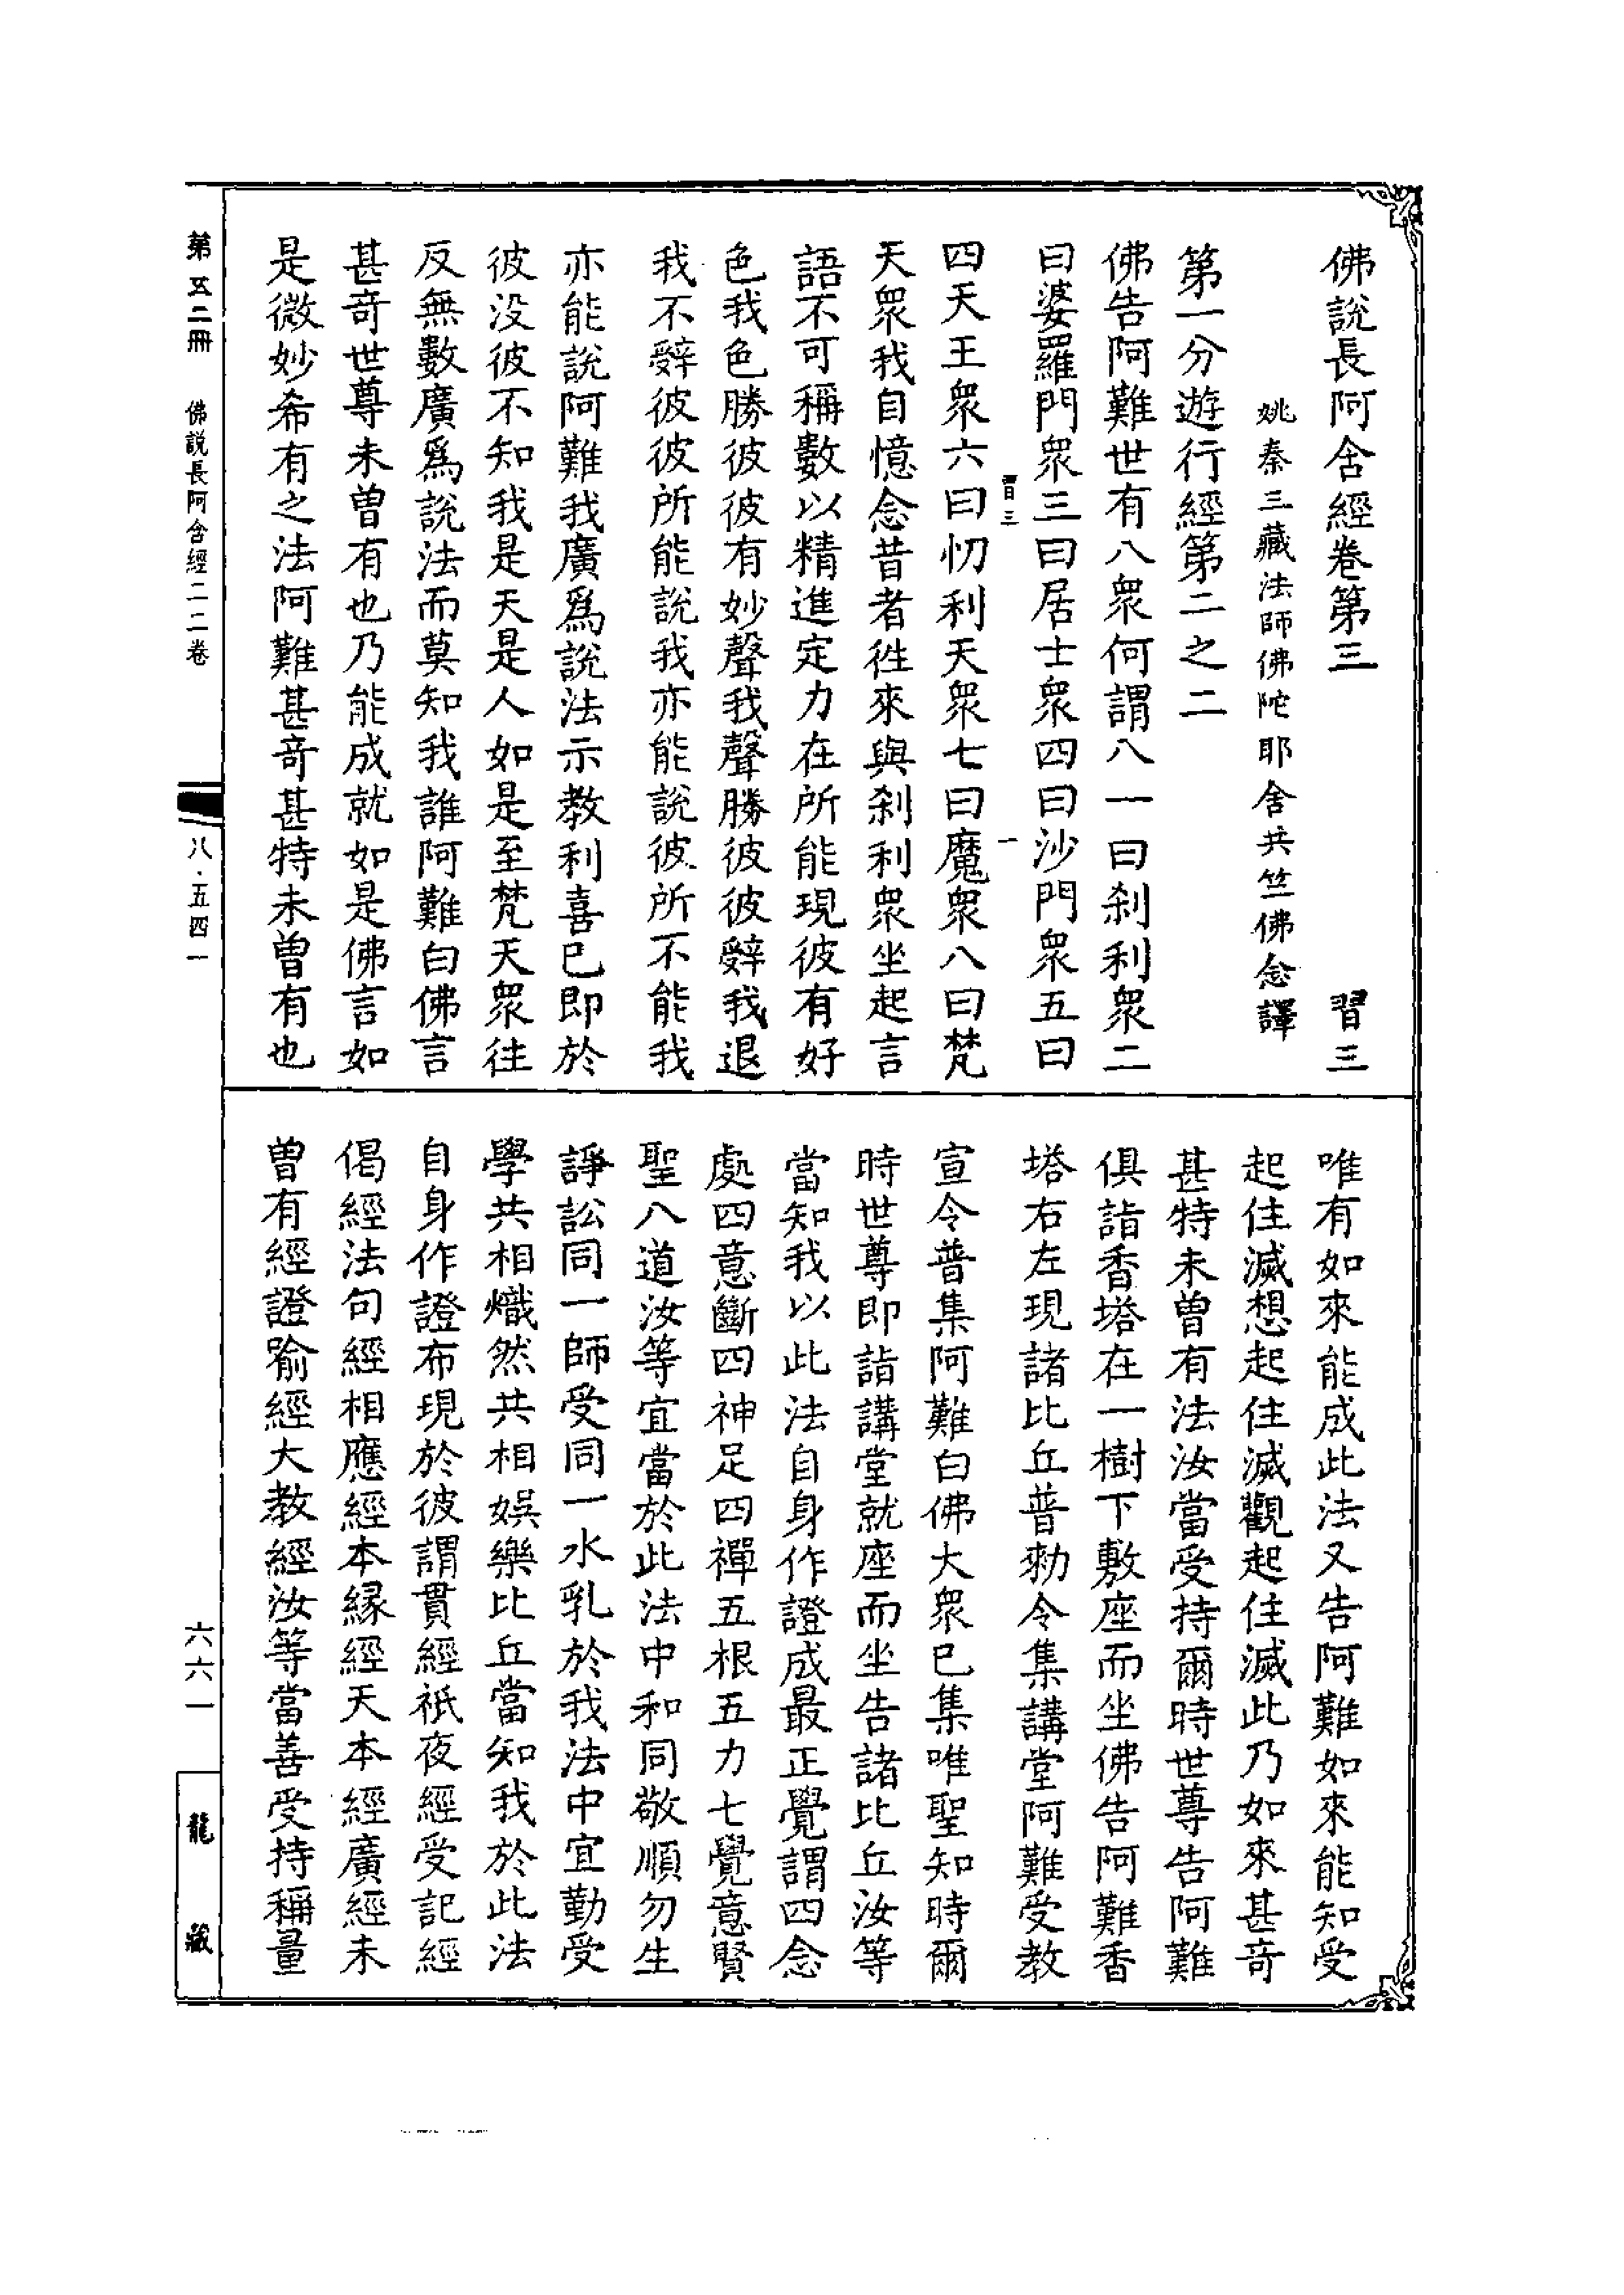 佛說長阿含經卷第三　習三
姚秦三藏法師佛陀耶舍共竺佛念譯
第一分遊行經第二之二
佛告阿難世有八衆何謂八一曰剎利衆二
曰婆羅門衆三曰居士衆四曰沙門衆五曰
習三　一
四天王衆六曰忉利天衆七曰魔衆八曰梵
天衆我自憶念昔者徃來與剎利衆坐起言
語不可稱數以精進定力在所能現彼有好
色我色勝彼彼有妙聲我聲勝彼彼辭我退
我不辭彼彼所能說我亦能說彼所不能我
亦能說阿難我廣爲說法示教利喜已即於
彼没彼不知我是天是人如是至梵天衆徃
反無數廣爲說法而莫知我誰阿難白佛言
甚奇世尊未曾有也乃能成就如是佛言如
是微妙希有之法阿難甚奇甚特未曾有也
唯有如來能成此法又告阿難如來能知受
起住滅想起住滅觀起住滅此乃如來甚奇
甚特未曾有法汝當受持爾時世尊告阿難
俱詣香塔在一樹下敷座而坐佛告阿難香
塔右左現諸比丘普勑令集講堂阿難受教
宣令普集阿難白佛大衆已集唯聖知時爾
時世尊即詣講堂就座而坐告諸比丘汝等
當知我以此法自身作證成最正覺謂四念
處四意斷四神足四禪五根五力七覺意賢
聖八道汝等宜當於此法中和同敬順勿生
諍訟同一師受同一水乳於我法中宜勤受
學共相熾然共相娛樂比丘當知我於此法
自身作證布現於彼謂貫經祇夜經受記經
偈經法句經相應經本緣經天本經廣經未
曾有經證喻經大教經汝等當善受持稱量
第五二冊　佛説長阿含經二二卷
八·五四一
六六一
龍藏